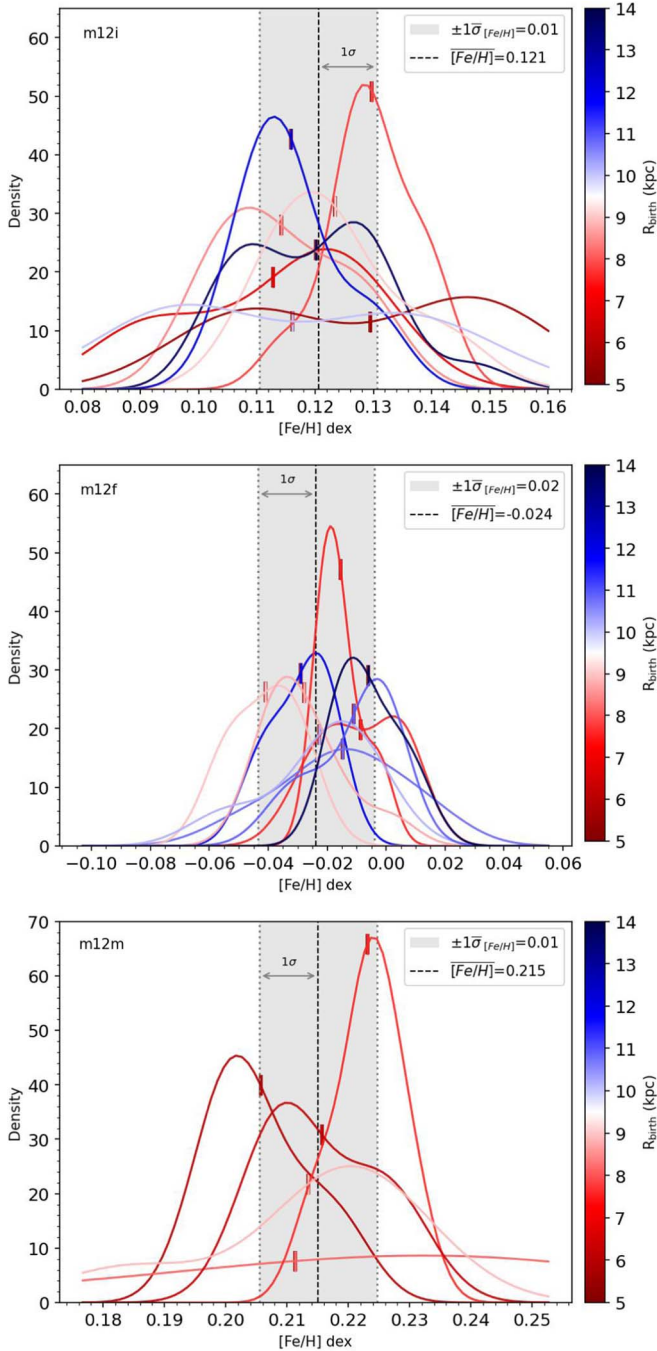 m12i
±1σ̅ [Fe/H]=0.01
[Fe/H]=0.121
1σ
60
50
40
30
20
10
0
Density
0.08 0.09 0.10 0.11 0.12 0.13 0.14 0.15 0.16
[Fe/H] dex
14
13
12
11
10
9
8
7
6
5
Rbirth (kpc)
m12f
±1σ̅ [Fe/H]=0.02
[Fe/H]=-0.024
1σ
60
50
40
30
20
10
0
Density
−0.10 −0.08 −0.06 −0.04 −0.02 0.00 0.02 0.04 0.06
[Fe/H] dex
14
13
12
11
10
9
8
7
6
5
Rbirth (kpc)
m12m
±1σ̅ [Fe/H]=0.01
[Fe/H]=0.215
1σ
70
60
50
40
30
20
10
0
Density
0.18 0.19 0.20 0.21 0.22 0.23 0.24 0.25
[Fe/H] dex
14
13
12
11
10
9
8
7
6
5
Rbirth (kpc)